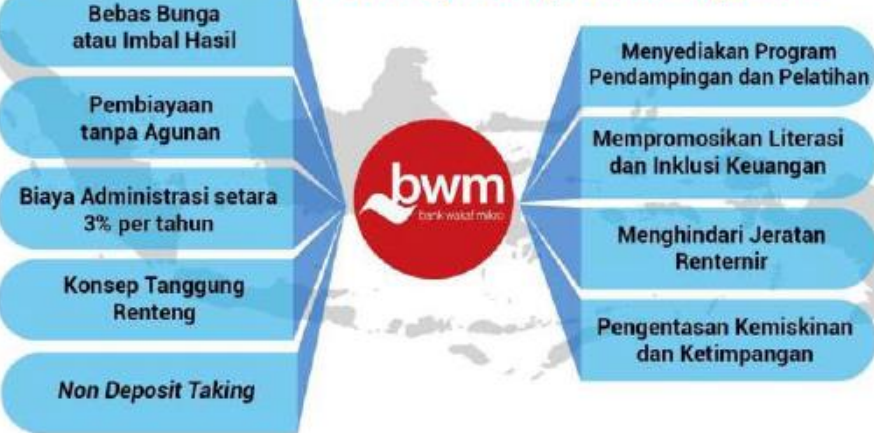 Bebas Bunga
atau Imbal Hasil
Pembiayaan
tanpa Agunan
Biaya Administrasi setara
3% per tahun
Konsep Tanggung
Renteng
Non Deposit Taking
bwm
bank wakaf mikro
Menyediakan Program
Pendampingan dan Pelatihan
Mempromosikan Literasi
dan Inklusi Keuangan
Menghindari Jeratan
Renternir
Pengentasan Kemiskinan
dan Ketimpangan